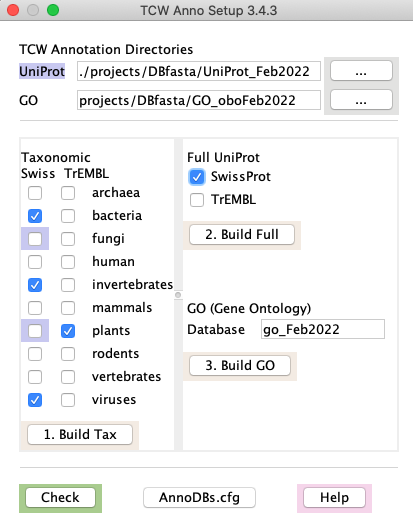 TCW Anno Setup 3.4.3
TCW Annotation Directories
UniProt ./projects/DBfasta/UniProt_Feb2022 ...
GO projects/DBfasta/GO_oboFeb2022 ...
Taxonomic
Swiss TrEMBL
archaea
bacteria
fungi
human
invertebrates
mammals
plants
rodents
vertebrates
viruses
1. Build Tax
Full UniProt
SwissProt
TrEMBL
2. Build Full
GO (Gene Ontology)
Database go_Feb2022
3. Build GO
Check AnnoDBs.cfg Help